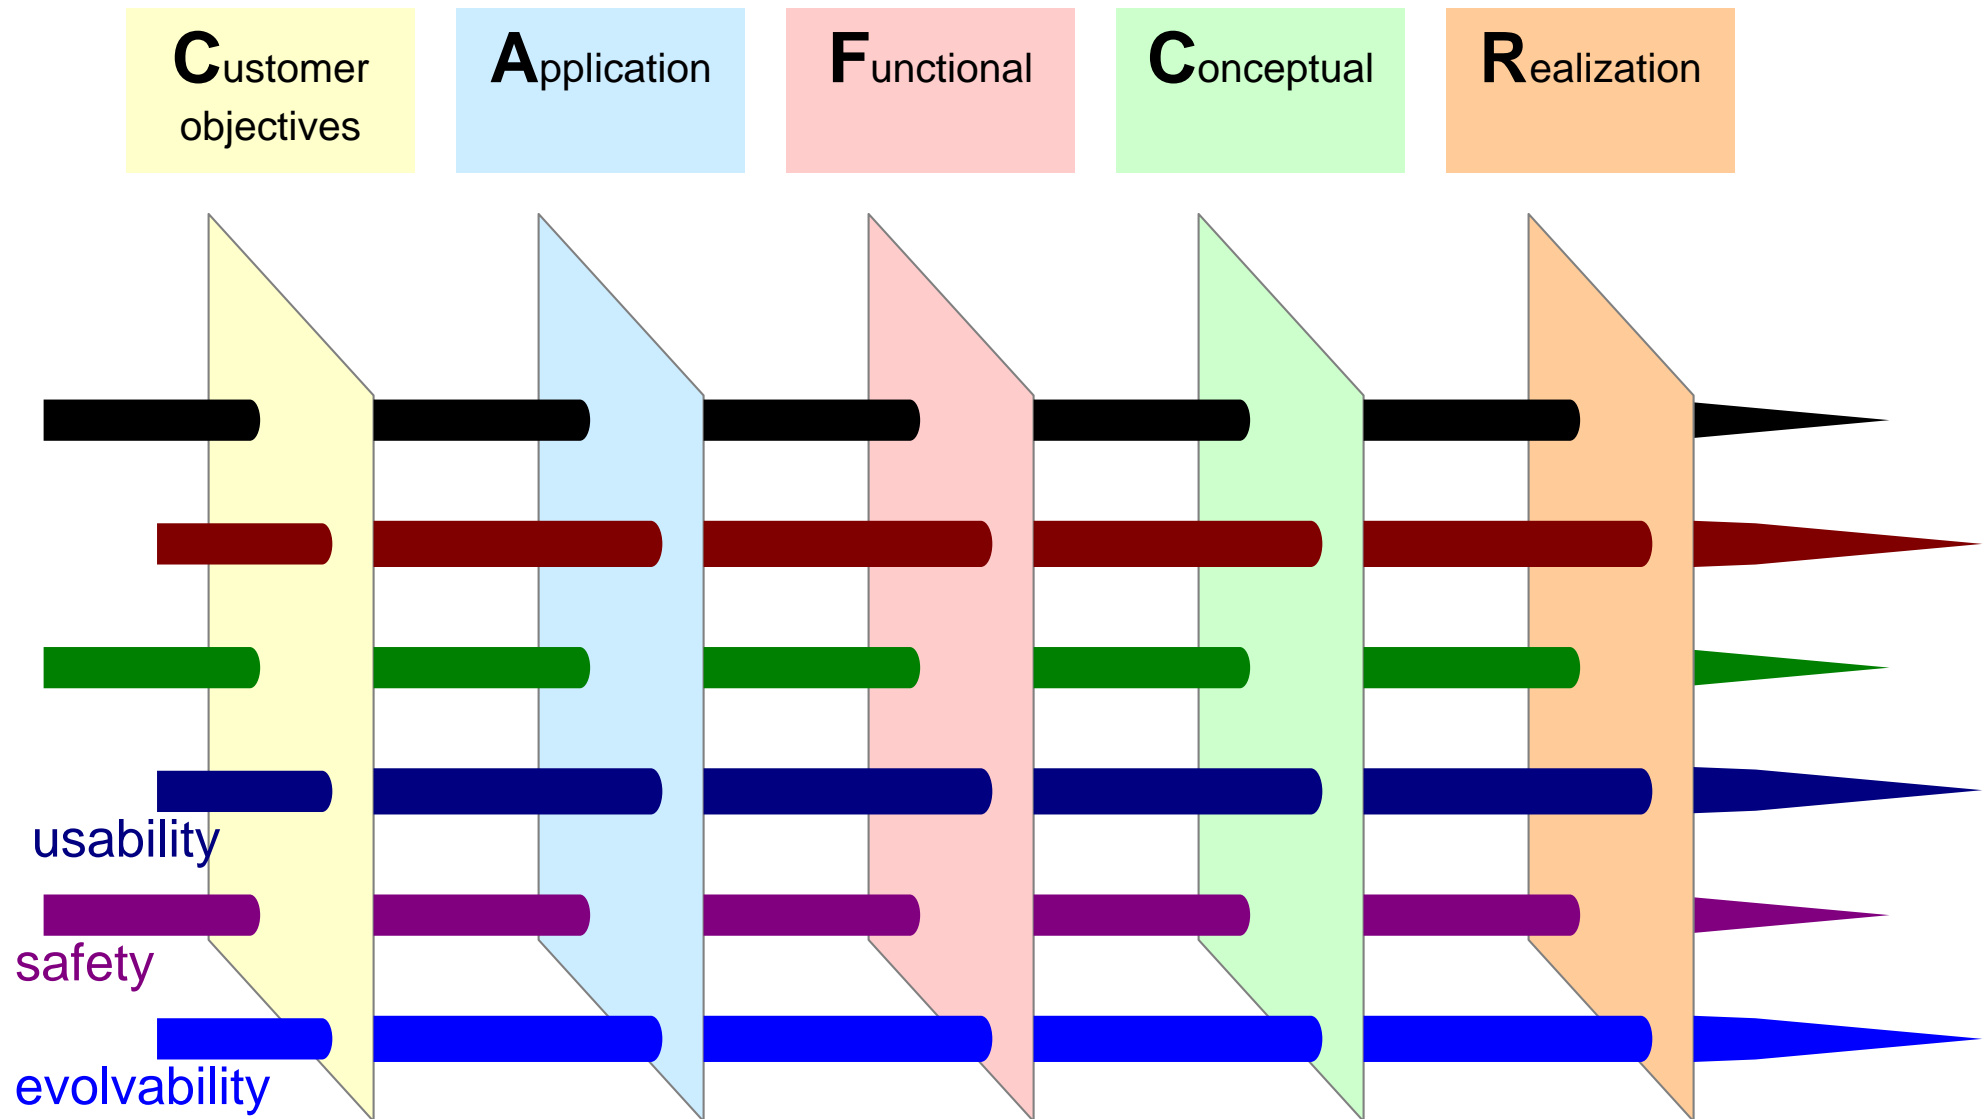 Customer
objectives
Application
Functional
Conceptual
Realization
usability
safety
evolvability